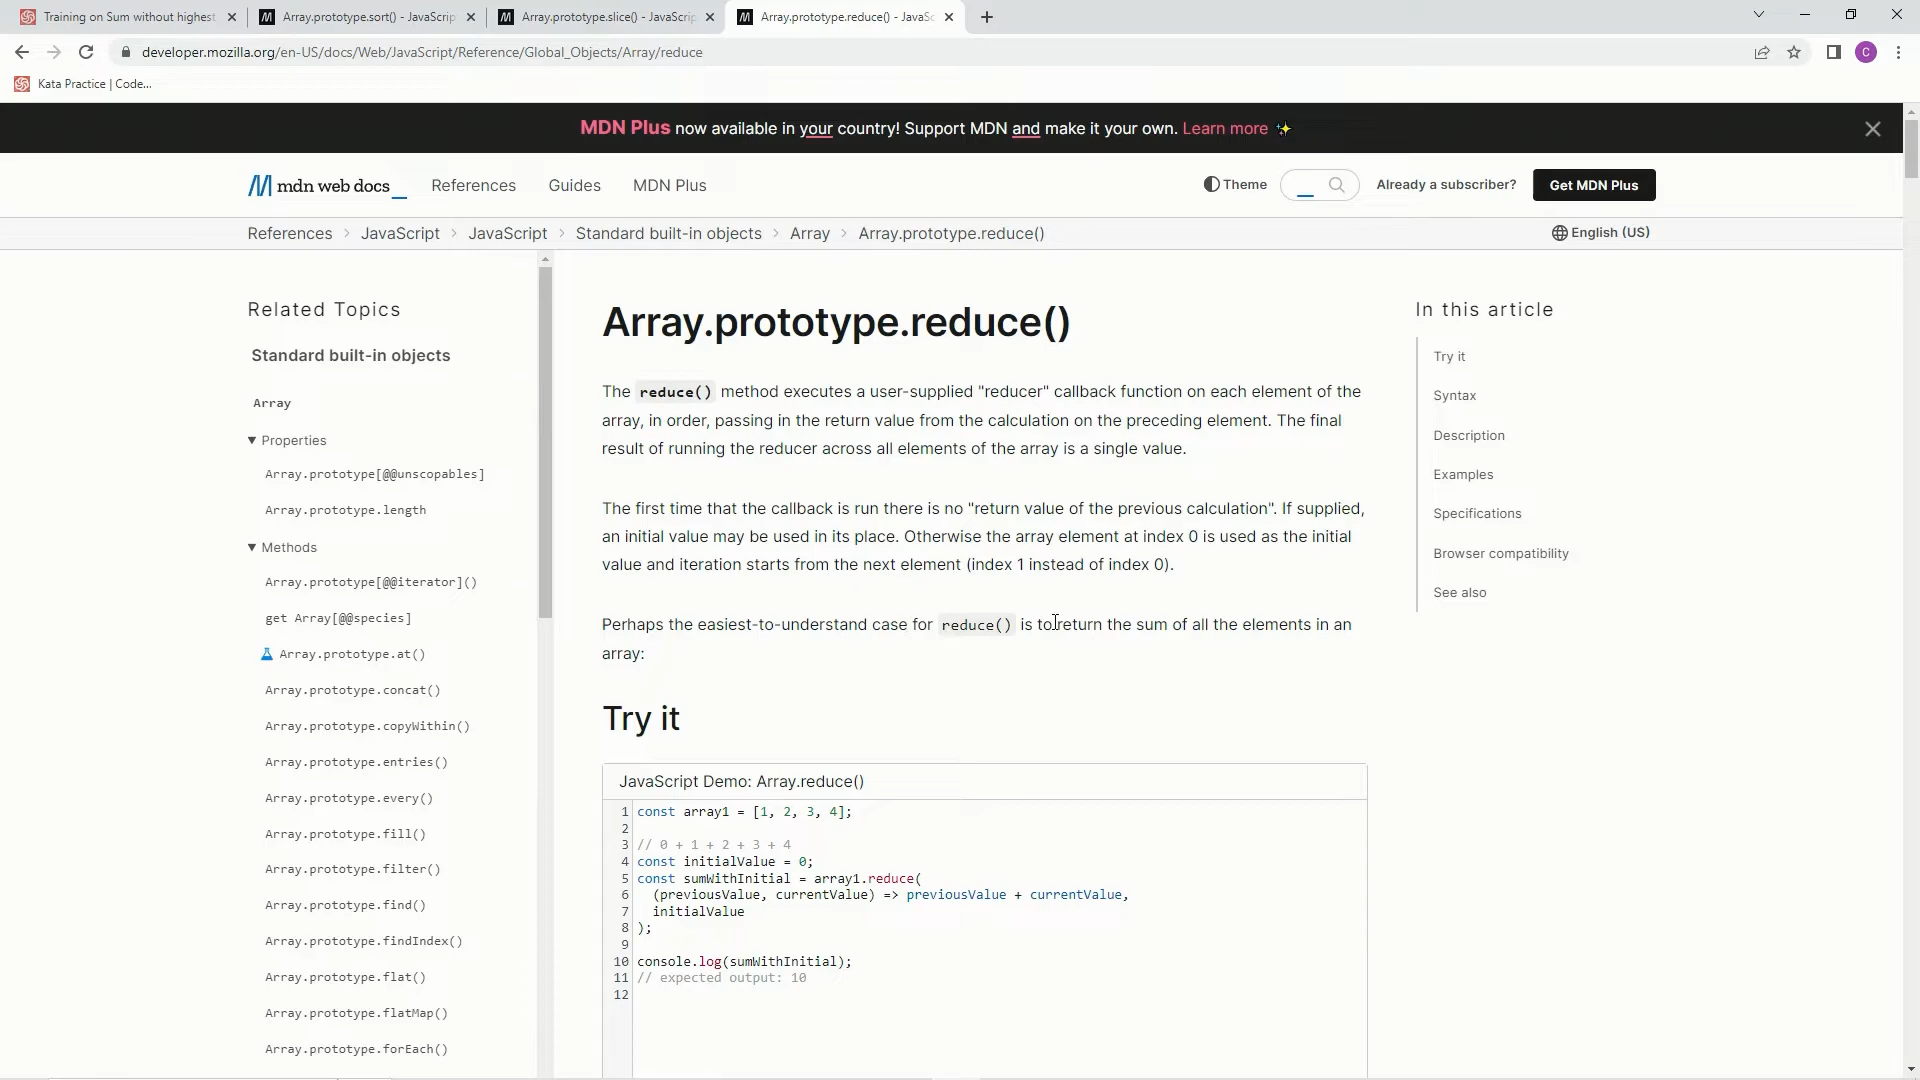 Training on Sum without highest
Array.prototype.sort() - JavaScrip
Array.prototype.slice() - JavaScrip
Array.prototype.reduce() - JavaSc
developer.mozilla.org/en-US/docs/Web/JavaScript/Reference/Global_Objects/Array/reduce
C
Kata Practice | Code...
MDN Plus now available in your country! Support MDN and make it your own. Learn more ✨
mdn web docs_
References
Guides
MDN Plus
Theme
Already a subscriber?
Get MDN Plus
References > JavaScript > JavaScript > Standard built-in objects > Array > Array.prototype.reduce()
English (US)
Related Topics
Standard built-in objects
Array
▼ Properties
Array.prototype[@@unscopables]
Array.prototype.length
▼ Methods
Array.prototype[@@iterator]()
get Array[@@species]
Array.prototype.at()
Array.prototype.concat()
Array.prototype.copyWithin()
Array.prototype.entries()
Array.prototype.every()
Array.prototype.fill()
Array.prototype.filter()
Array.prototype.find()
Array.prototype.findIndex()
Array.prototype.flat()
Array.prototype.flatMap()
Array.prototype.forEach()
Array.prototype.reduce()
The reduce() method executes a user-supplied "reducer" callback function on each element of the
array, in order, passing in the return value from the calculation on the preceding element. The final
result of running the reducer across all elements of the array is a single value.
The first time that the callback is run there is no "return value of the previous calculation". If supplied,
an initial value may be used in its place. Otherwise the array element at index 0 is used as the initial
value and iteration starts from the next element (index 1 instead of index 0).
Perhaps the easiest-to-understand case for reduce() is to return the sum of all the elements in an
array:
Try it
JavaScript Demo: Array.reduce()
1 const array1 = [1, 2, 3, 4];
2
3 // 0 + 1 + 2 + 3 + 4
4 const initialValue = 0;
5 const sumWithInitial = array1.reduce(
6 (previousValue, currentValue) => previousValue + currentValue,
7 initialValue
8 );
9
10 console.log(sumWithInitial);
11 // expected output: 10
12
In this article
Try it
Syntax
Description
Examples
Specifications
Browser compatibility
See also